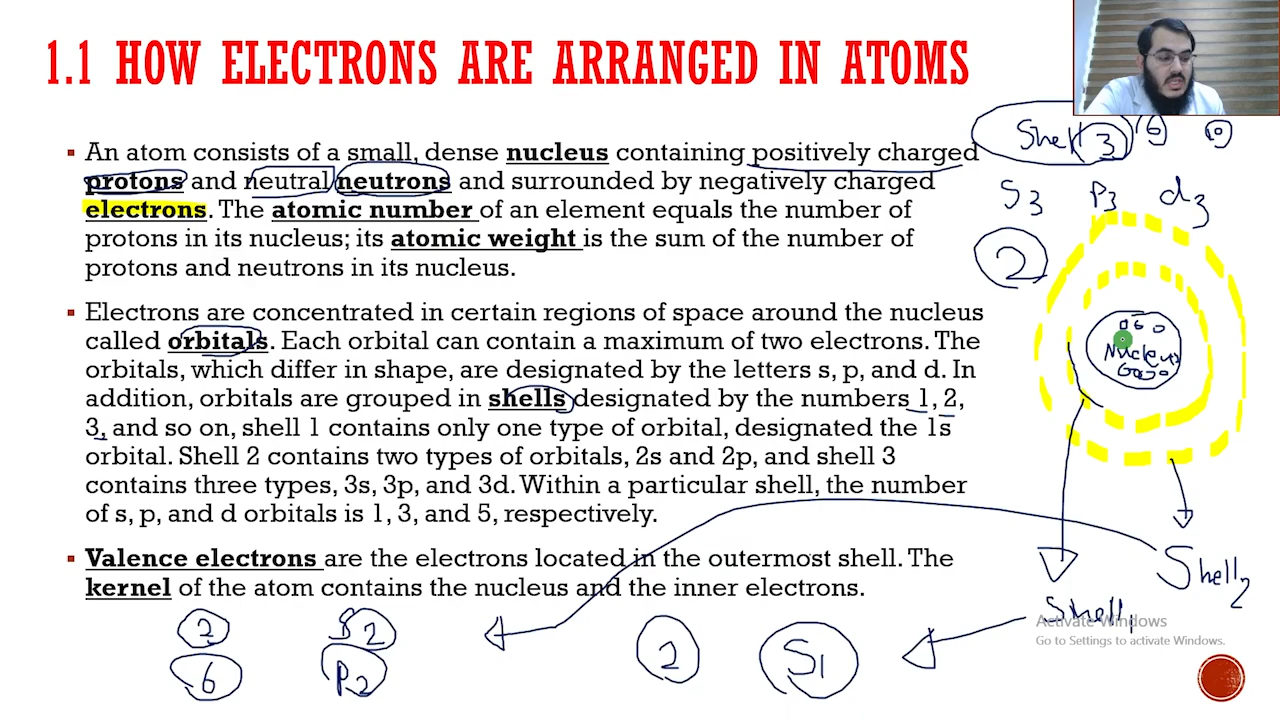 1.1 HOW ELECTRONS ARE ARRANGED IN ATOMS
▪ An atom consists of a small, dense nucleus containing positively charged
protons and neutral neutrons and surrounded by negatively charged
electrons. The atomic number of an element equals the number of
protons in its nucleus; its atomic weight is the sum of the number of
protons and neutrons in its nucleus.
▪ Electrons are concentrated in certain regions of space around the nucleus
called orbitals. Each orbital can contain a maximum of two electrons. The
orbitals, which differ in shape, are designated by the letters s, p, and d. In
addition, orbitals are grouped in shells designated by the numbers 1, 2,
3, and so on, shell 1 contains only one type of orbital, designated the 1s
orbital. Shell 2 contains two types of orbitals, 2s and 2p, and shell 3
contains three types, 3s, 3p, and 3d. Within a particular shell, the number
of s, p, and d orbitals is 1, 3, and 5, respectively.
▪ Valence electrons are the electrons located in the outermost shell. The
kernel of the atom contains the nucleus and the inner electrons.
Shell 3 6 10
S3 P3 d3
2
Nucleus
Shell2
Shell1
2 S2 2 S1
6 P2
Activate Windows
Go to Settings to activate Windows.